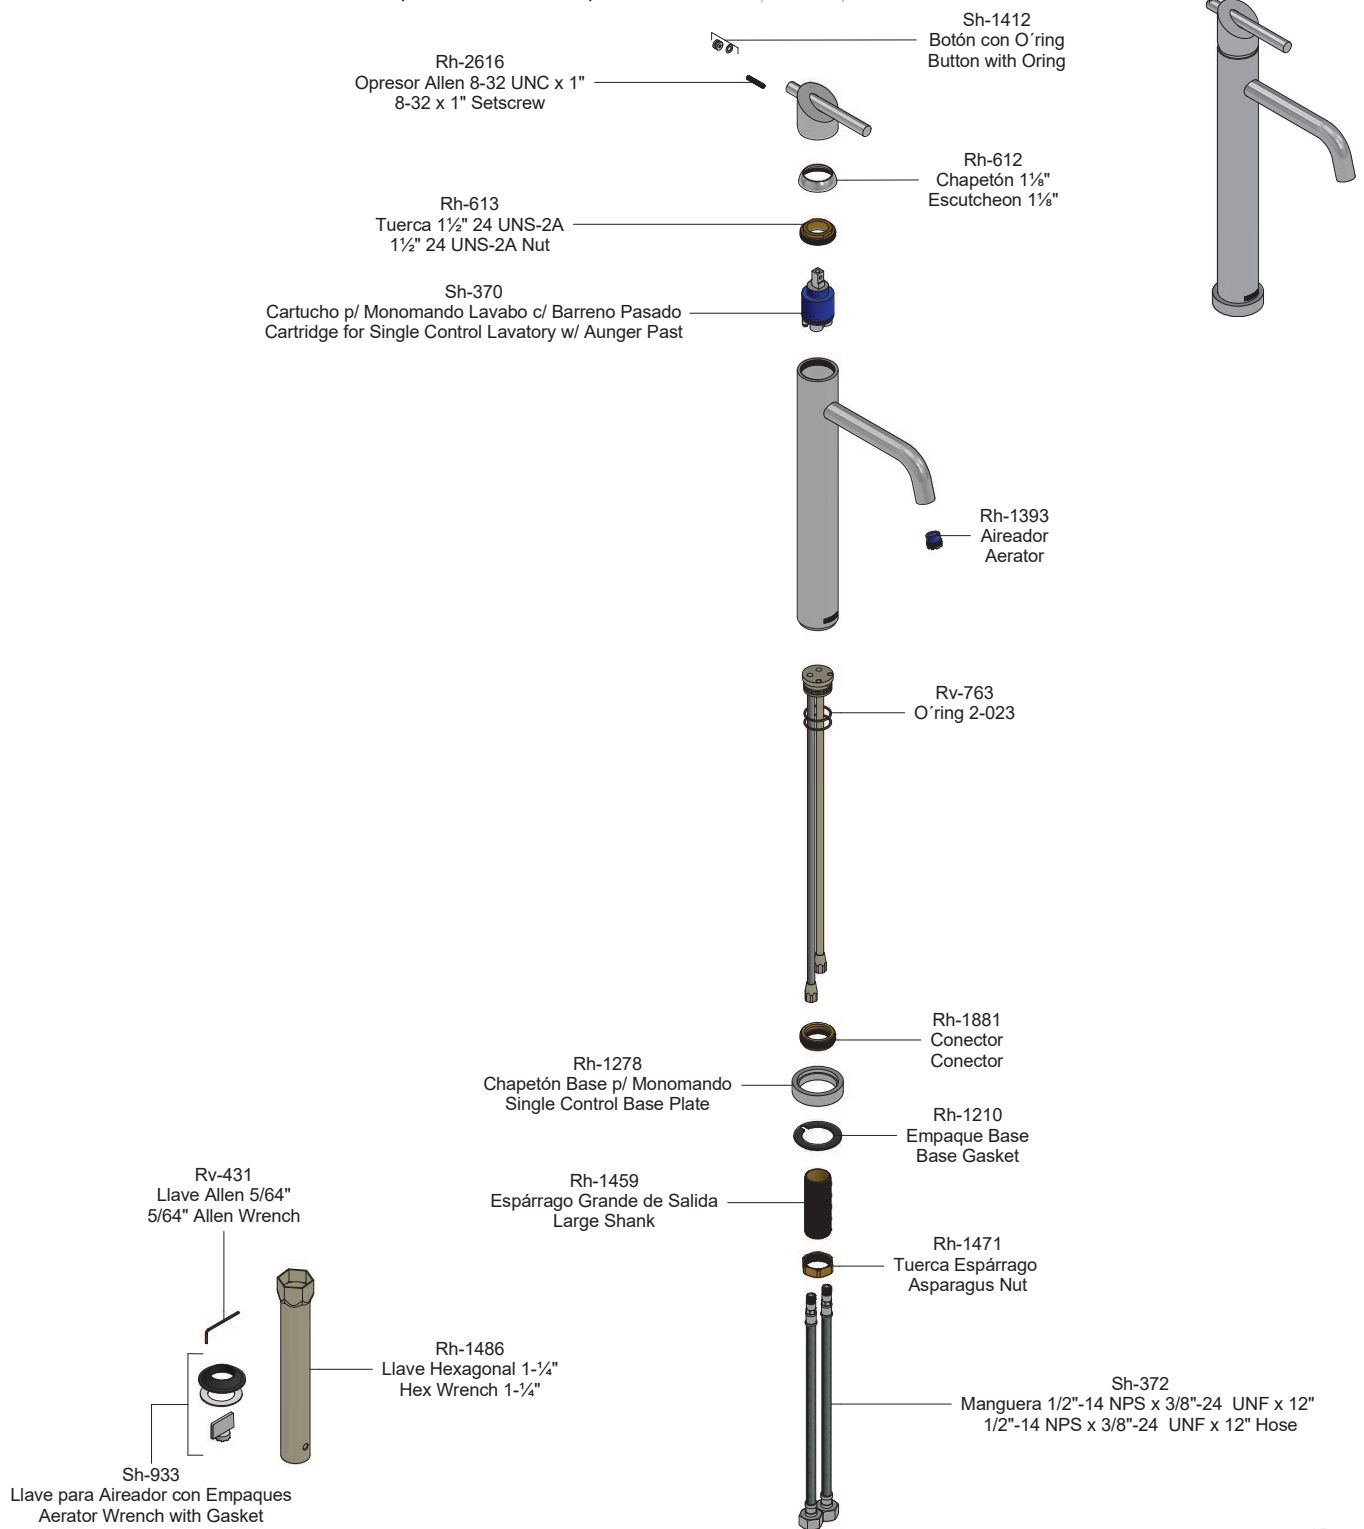 Sh-1412
Botón con O´ring
Button with Oring
Rh-2616
Opresor Allen 8-32 UNC x 1"
8-32 x 1" Setscrew
Rh-612
Chapetón 1⅛"
Escutcheon 1⅛"
Rh-613
Tuerca 1½" 24 UNS-2A
1½" 24 UNS-2A Nut
Sh-370
Cartucho p/ Monomando Lavabo c/ Barreno Pasado
Cartridge for Single Control Lavatory w/ Aunger Past
Rh-1393
Aireador
Aerator
Rv-763
O´ring 2-023
Rh-1881
Conector
Conector
Rh-1278
Chapetón Base p/ Monomando
Single Control Base Plate
Rh-1210
Empaque Base
Base Gasket
Rv-431
Llave Allen 5/64"
5/64" Allen Wrench
Rh-1459
Espárrago Grande de Salida
Large Shank
Rh-1471
Tuerca Espárrago
Asparagus Nut
Rh-1486
Llave Hexagonal 1-¼"
Hex Wrench 1-¼"
Sh-372
Manguera 1/2"-14 NPS x 3/8"-24 UNF x 12"
1/2"-14 NPS x 3/8"-24 UNF x 12" Hose
Sh-933
Llave para Aireador con Empaques
Aerator Wrench with Gasket